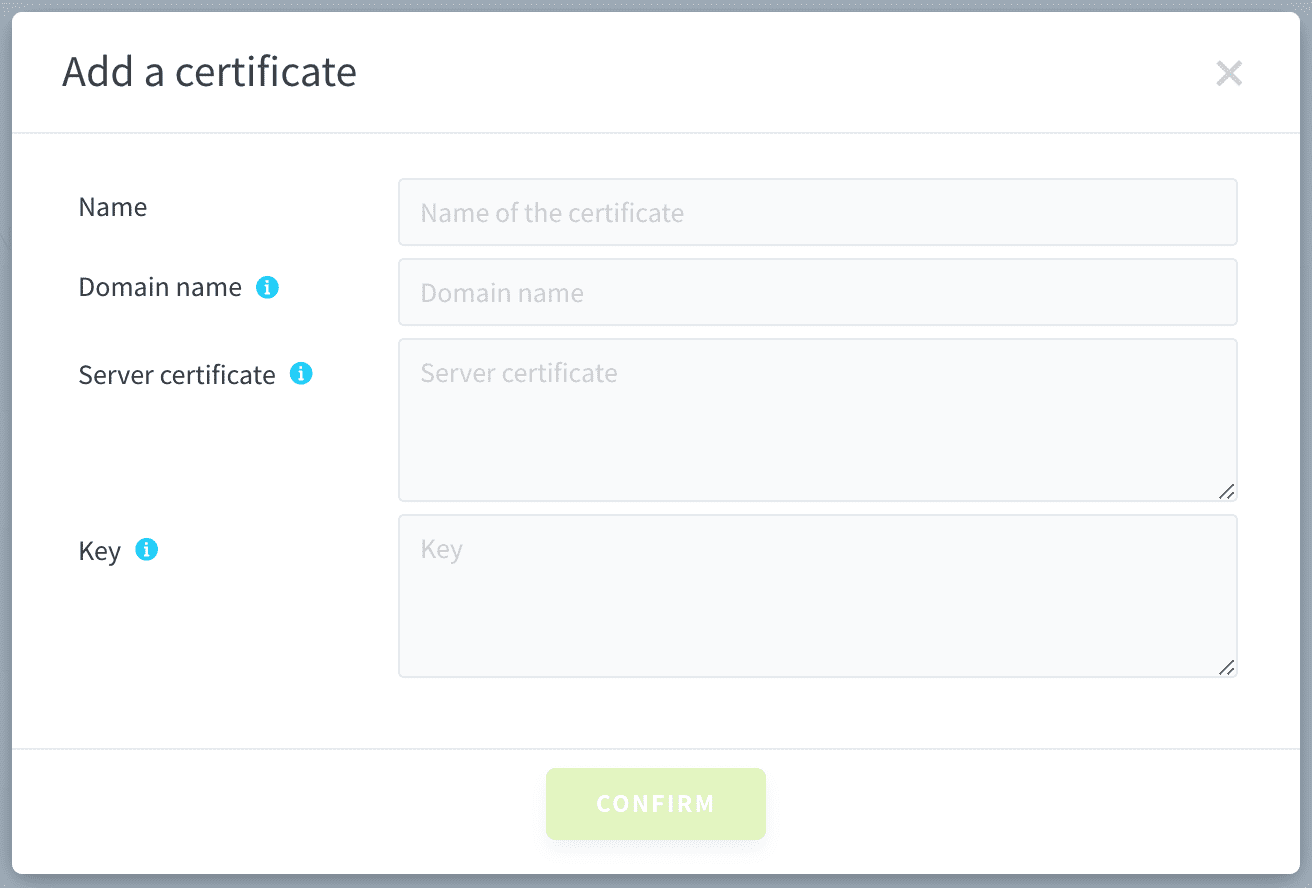 Add a certificate
Name
Name of the certificate
Domain name
Domain name
Server certificate
Server certificate
Key
Key
CONFIRM